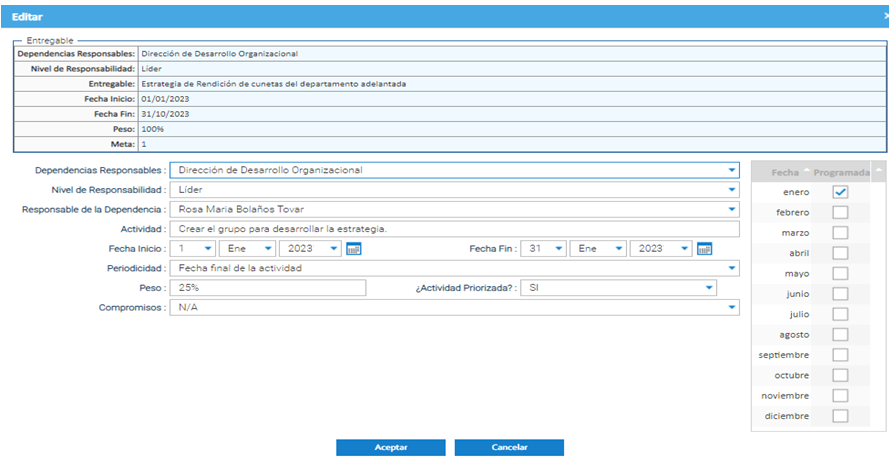 Editar
Entregable
Dependencias Responsables: Dirección de Desarrollo Organizacional
Nivel de Responsabilidad: Líder
Entregable: Estrategia de Rendición de cunetas del departamento adelantada
Fecha Inicio: 01/01/2023
Fecha Fin: 31/10/2023
Peso: 100%
Meta: 1
Dependencias Responsables : Dirección de Desarrollo Organizacional
Nivel de Responsabilidad : Líder
Responsable de la Dependencia : Rosa Maria Bolaños Tovar
Actividad : Crear el grupo para desarrollar la estrategia.
Fecha Inicio : 1 Ene 2023 Fecha Fin : 31 Ene 2023
Periodicidad : Fecha final de la actividad
Peso : 25% ¿Actividad Priorizada? : SI
Compromisos : N/A
Fecha Programada
enero
febrero
marzo
abril
mayo
junio
julio
agosto
septiembre
octubre
noviembre
diciembre
Aceptar Cancelar